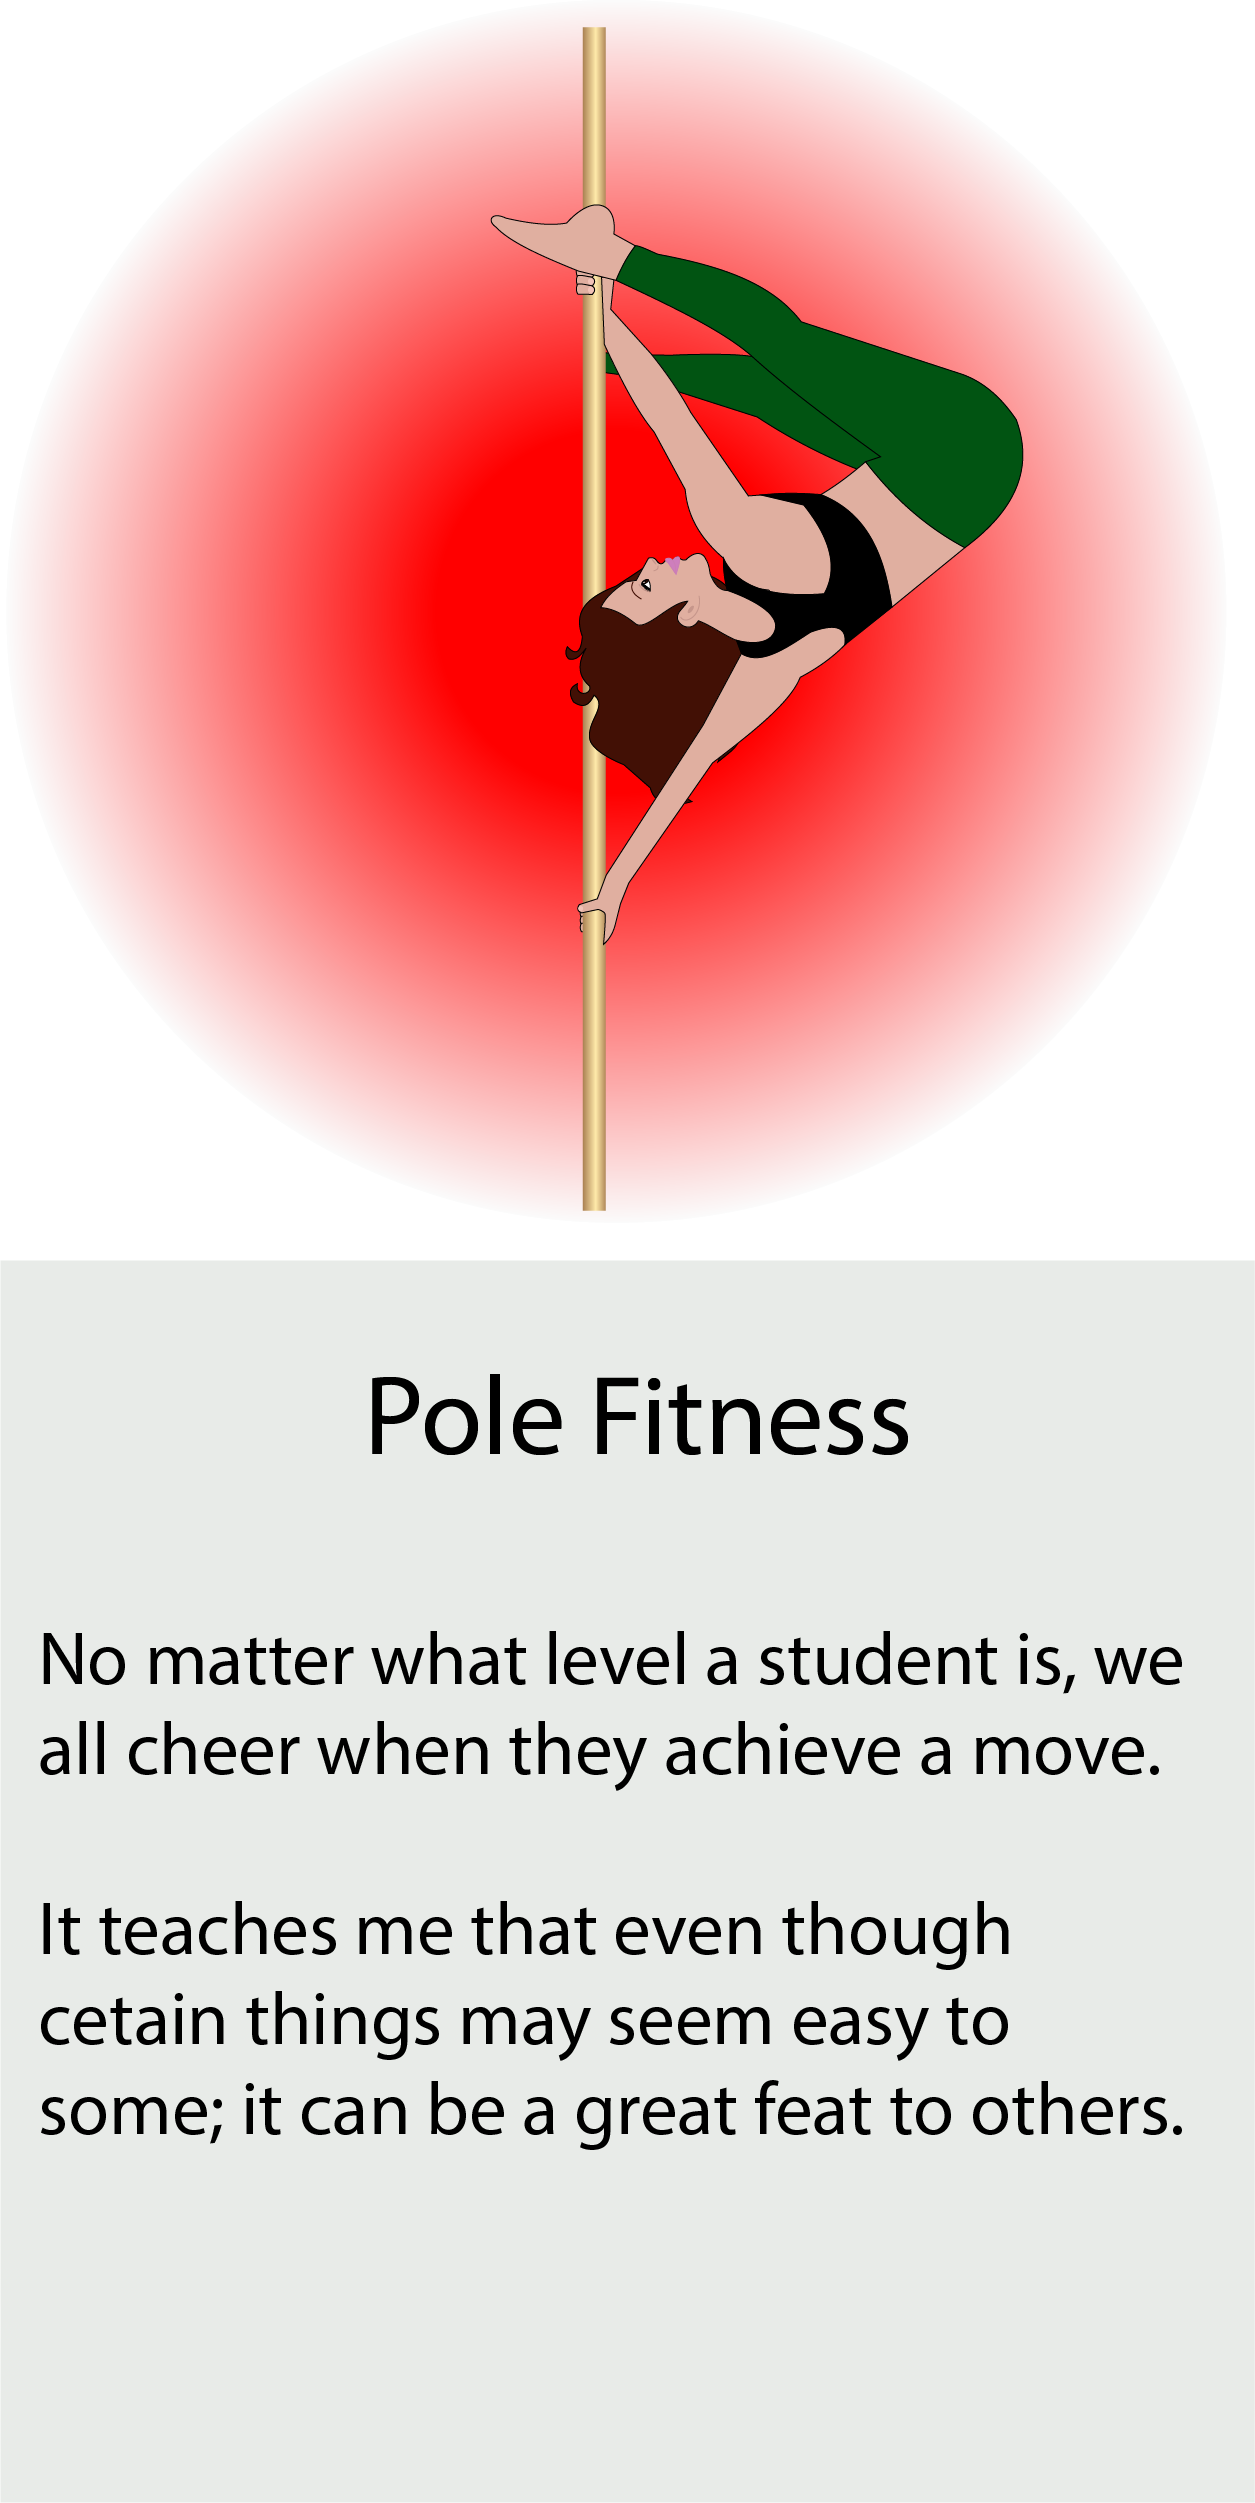 Pole Fitness
No matter what level a student is, we
all cheer when they achieve a move.
It teaches me that even though
cetain things may seem easy to
some; it can be a great feat to others.